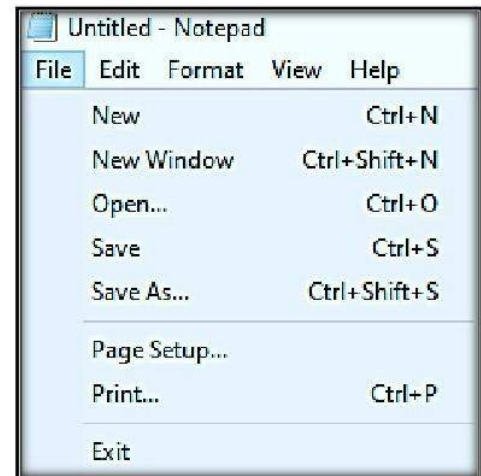 Untitled - Notepad
File Edit Format View Help
New Ctrl+N
New Window Ctrl+Shift+N
Open... Ctrl+O
Save Ctrl+S
Save As... Ctrl+Shift+S
Page Setup...
Print... Ctrl+P
Exit